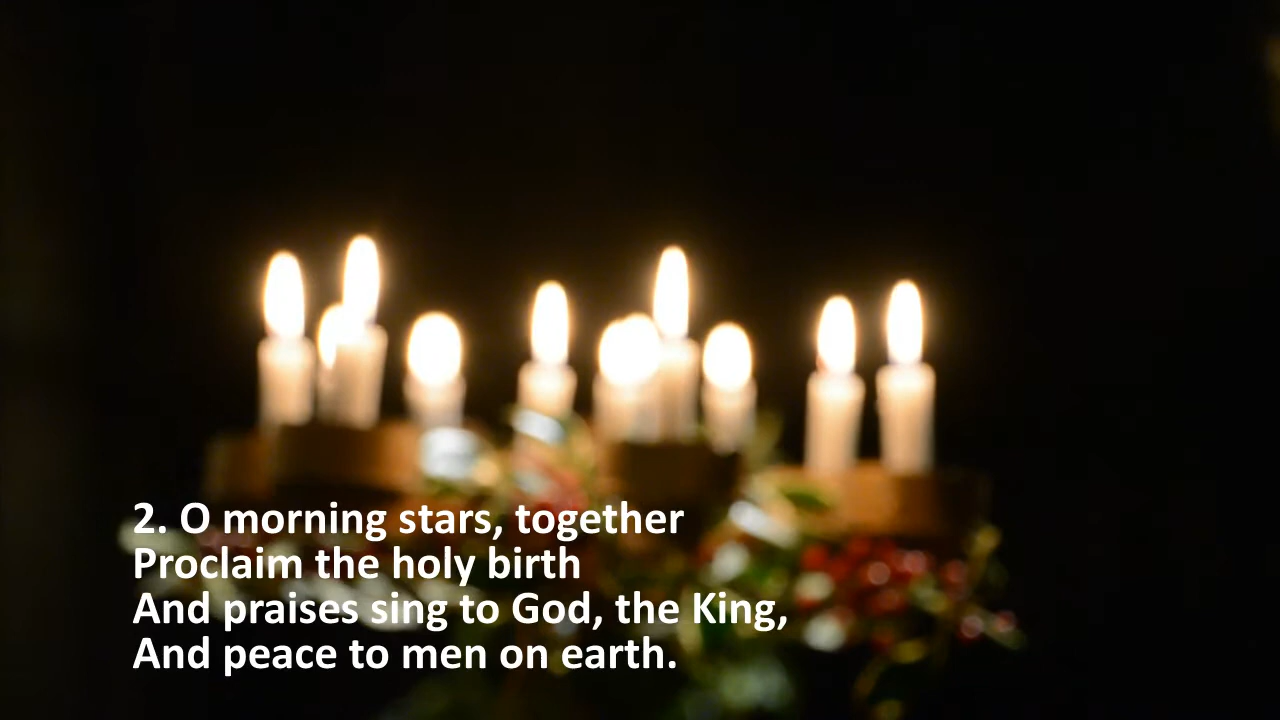 2. O morning stars, together
Proclaim the holy birth
And praises sing to God, the King,
And peace to men on earth.